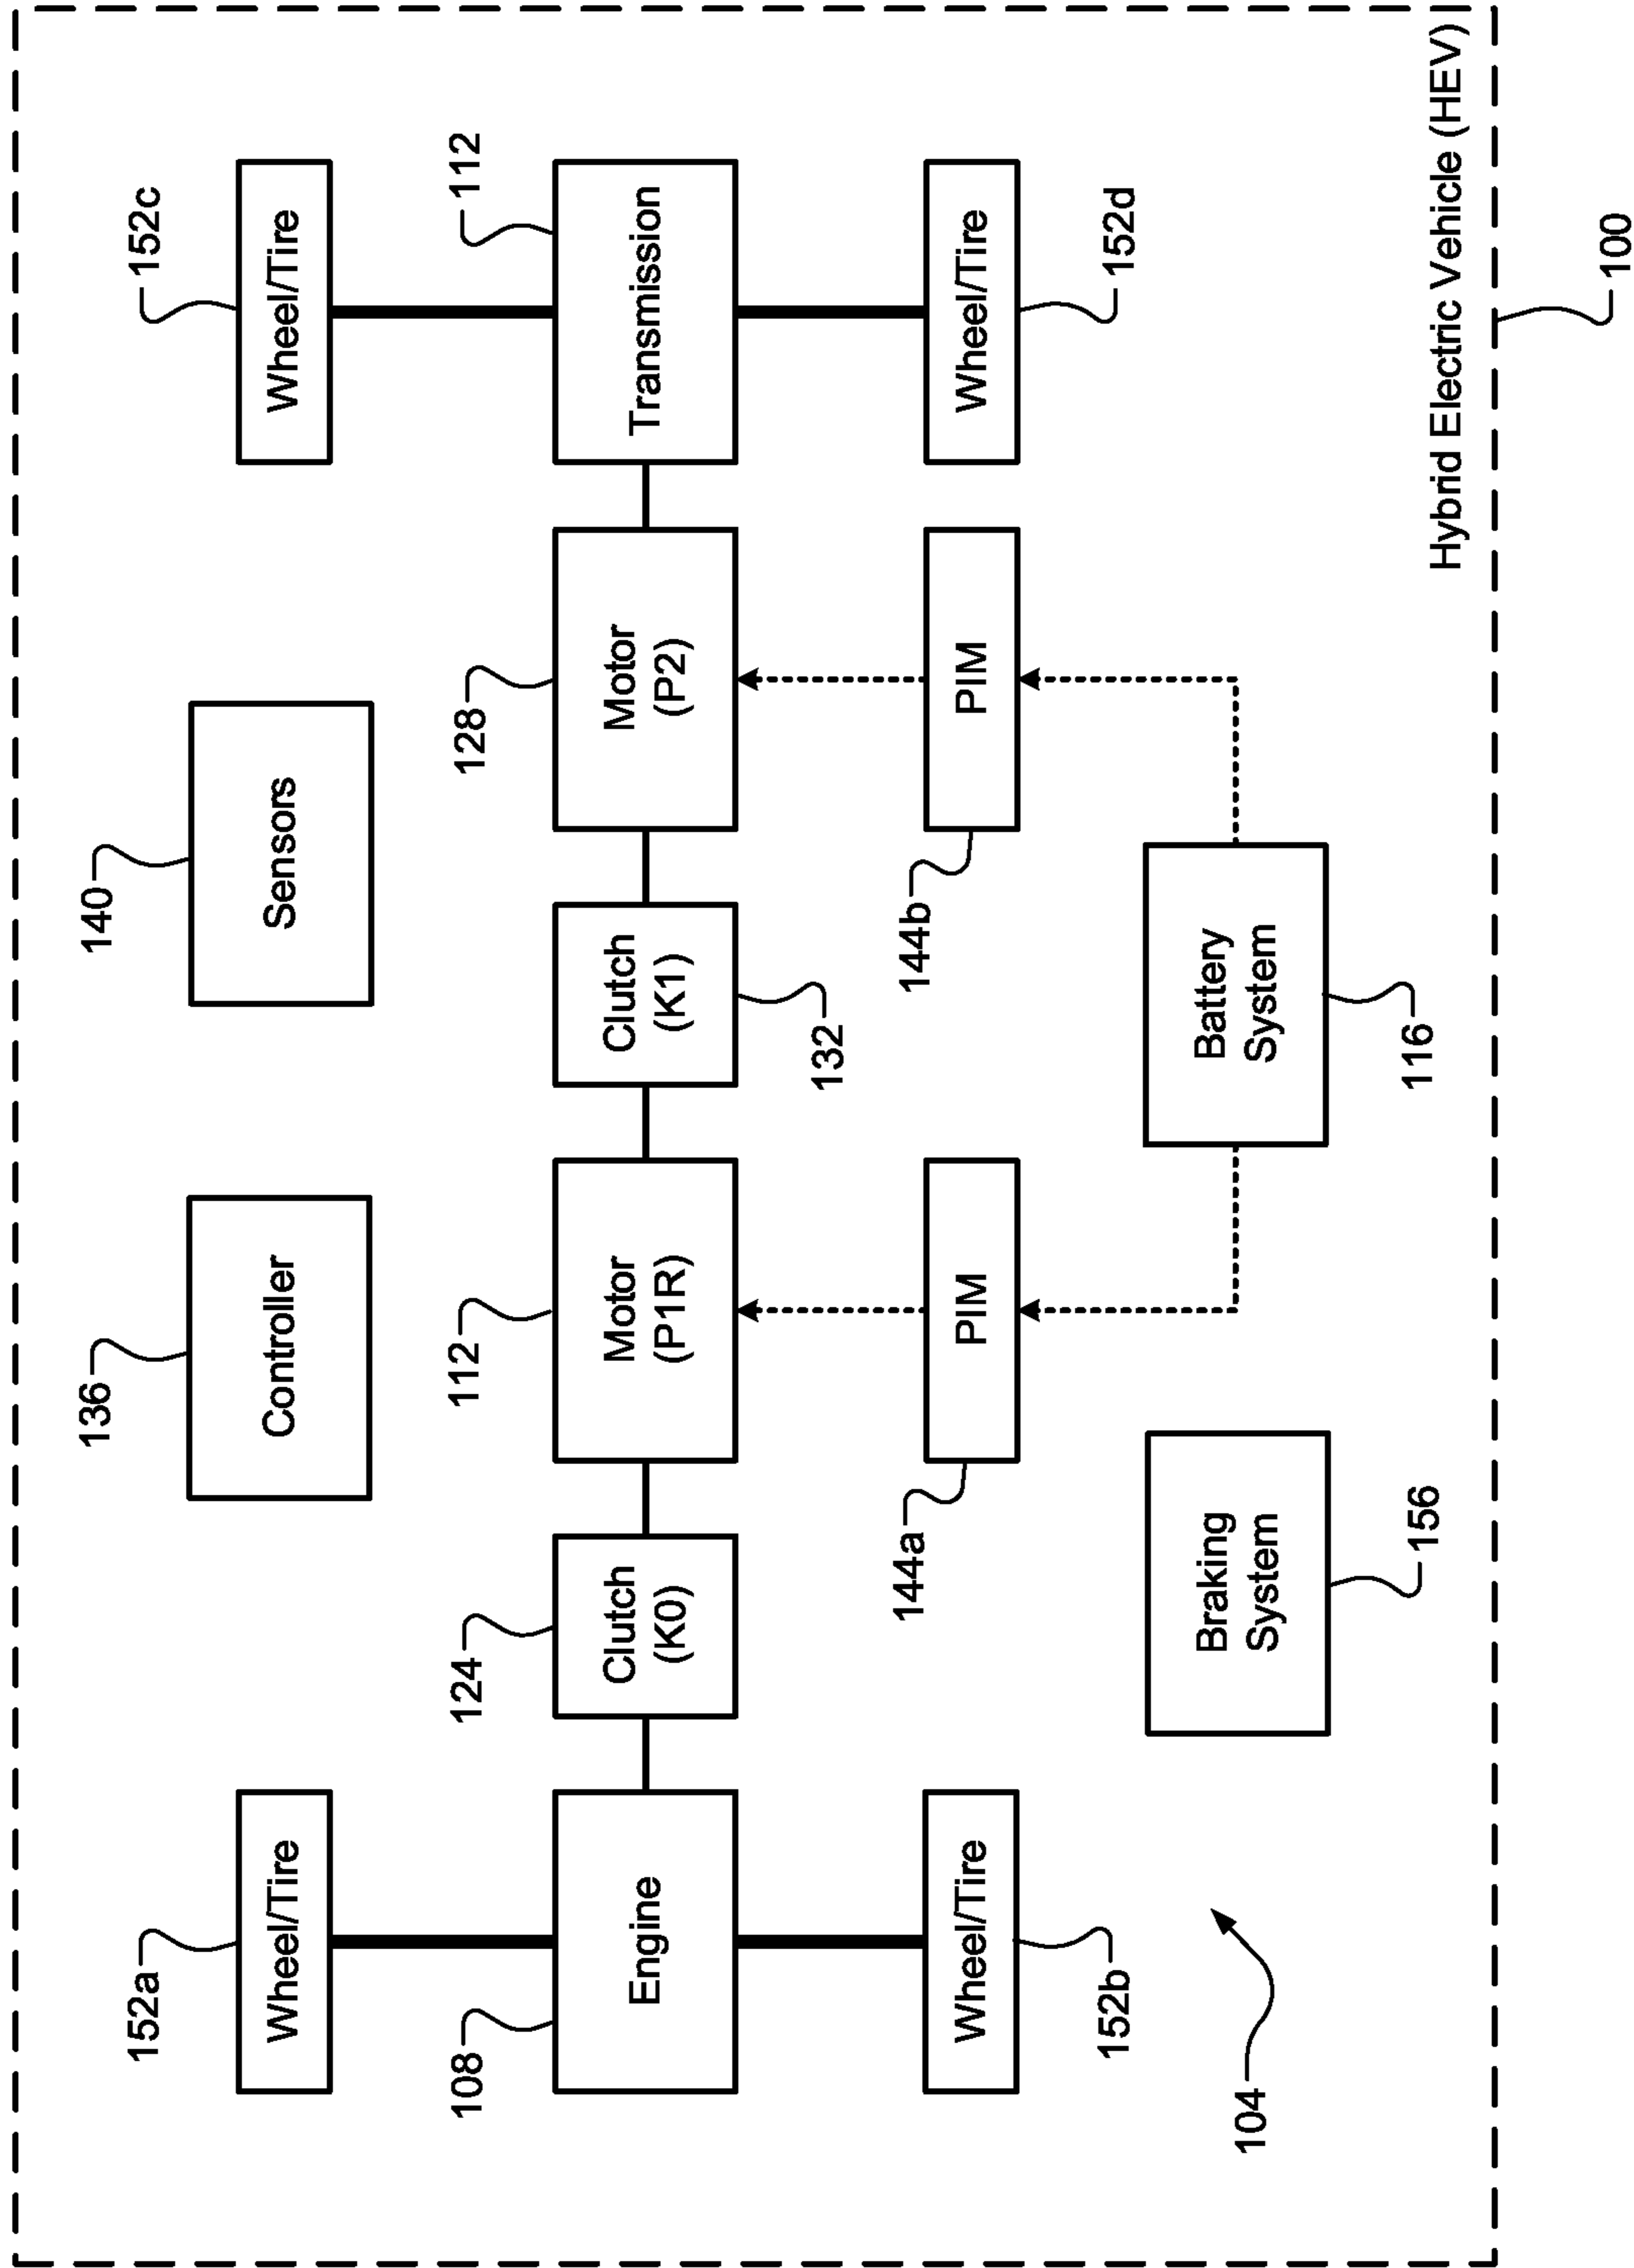 152c
Wheel/Tire
112
Transmission
Wheel/Tire
152d
140
Sensors
128
Motor
(P2)
PIM
144b
Clutch
(K1)
132
Battery
System
116
136
Controller
112
Motor
(P1R)
PIM
144a
124
Clutch
(K0)
Braking
System
156
152a
Wheel/Tire
108
Engine
Wheel/Tire
152b
104
Hybrid Electric Vehicle (HEV)
100